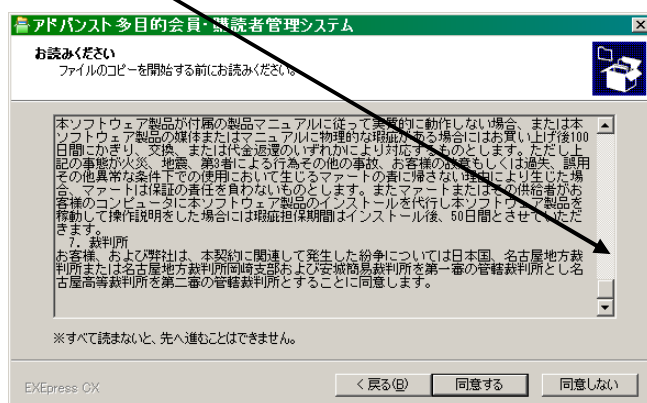 アドバンスト多目的会員・購読者管理システム
お読みください
ファイルのコピーを開始する前にお読みください。
本ソフトウェア製品が付属の製品マニュアルに従って実質的に動作しない場合、または本
ソフトウェア製品の媒体またはマニュアルに物理的な瑕疵がある場合にはお買い上げ後100
日間にかぎり、交換、または代金返還のいずれかにより対応するものとします。ただし上
記の事態が火災、地震、第3者による行為その他の事故、お客様の故意もしくは過失、誤用
その他異常な条件下での使用において生じるマァートの責に帰さない理由により生じた場
合、マァートは保証の責任を負わないものとします。またマァートまたはその供給者がお
客様のコンピュータに本ソフトウェア製品のインストールを代行し本ソフトウェア製品を
稼動して操作説明をした場合には瑕疵担保期間はインストール後、50日間とさせていただ
きます。
7. 裁判所
お客様、および弊社は、本契約に関連して発生した紛争については日本国、名古屋地方裁
判所または名古屋地方裁判所岡崎支部および安城簡易裁判所を第一審の管轄裁判所とし名
古屋高等裁判所を第二審の管轄裁判所とすることに同意します。
※すべて読まないと、先へ進むことはできません。
EXEpress CX
< 戻る(B)
同意する
同意しない